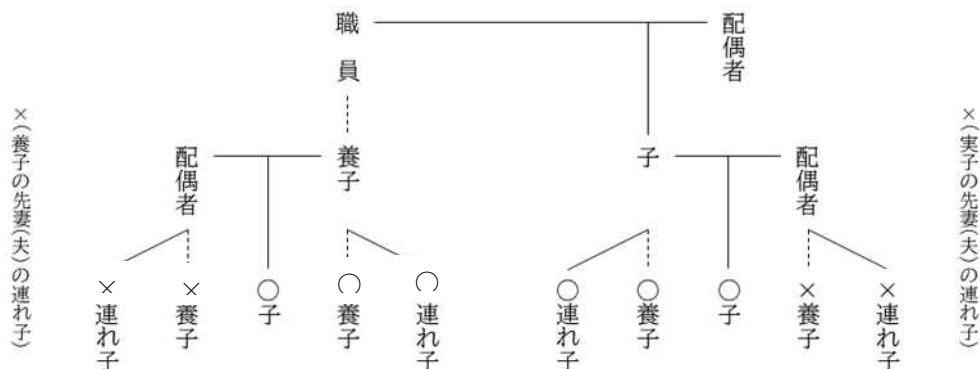 職員
配偶者
×(養子の先妻(夫)の連れ子)
配偶者
養子
子
配偶者
×(実子の先妻(夫)の連れ子)
×連れ子
×養子
○子
○養子
○連れ子
○連れ子
○養子
○子
×養子
×連れ子